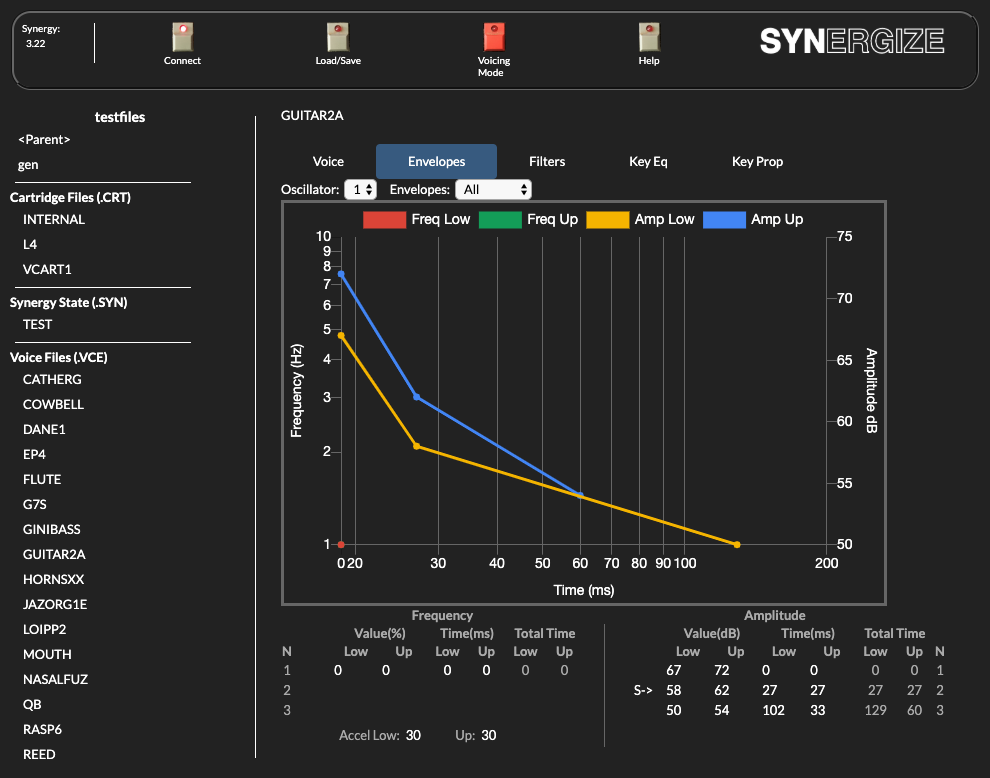 Synergy:
3.22
Connect
Load/Save
Voicing
Mode
Help
SYNERGIZE
testfiles
<Parent>
gen
Cartridge Files (.CRT)
INTERNAL
L4
VCART1
Synergy State (.SYN)
TEST
Voice Files (.VCE)
CATHERG
COWBELL
DANE1
EP4
FLUTE
G7S
GINIBASS
GUITAR2A
HORNSXX
JAZORG1E
LOIPP2
MOUTH
NASALFUZ
QB
RASP6
REED
GUITAR2A
Voice Envelopes Filters Key Eq Key Prop
Oscillator: 1 Envelopes: All
Freq Low Freq Up Amp Low Amp Up
10
9
8
7
6
5
4
3
2
1
Frequency (Hz)
75
70
65
60
55
50
Amplitude dB
0 20 30 40 50 60 70 80 90 100 200
Time (ms)
Frequency
Value(%) Time(ms) Total Time
N Low Up Low Up Low Up
1 0 0 0 0 0 0
2
3
Accel Low: 30 Up: 30
Amplitude
Value(dB) Time(ms) Total Time
Low Up Low Up Low Up N
67 72 0 0 0 0 1
S-> 58 62 27 27 27 27 2
50 54 102 33 129 60 3